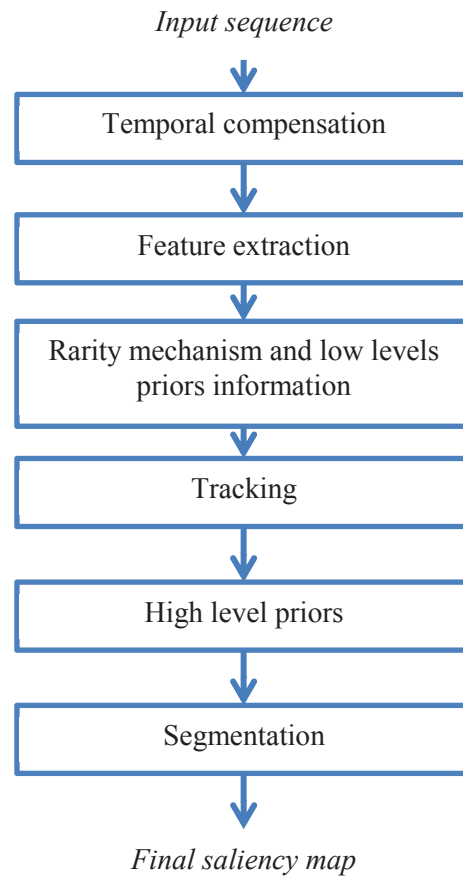 Input sequence
Temporal compensation
Feature extraction
Rarity mechanism and low levels
priors information
Tracking
High level priors
Segmentation
Final saliency map